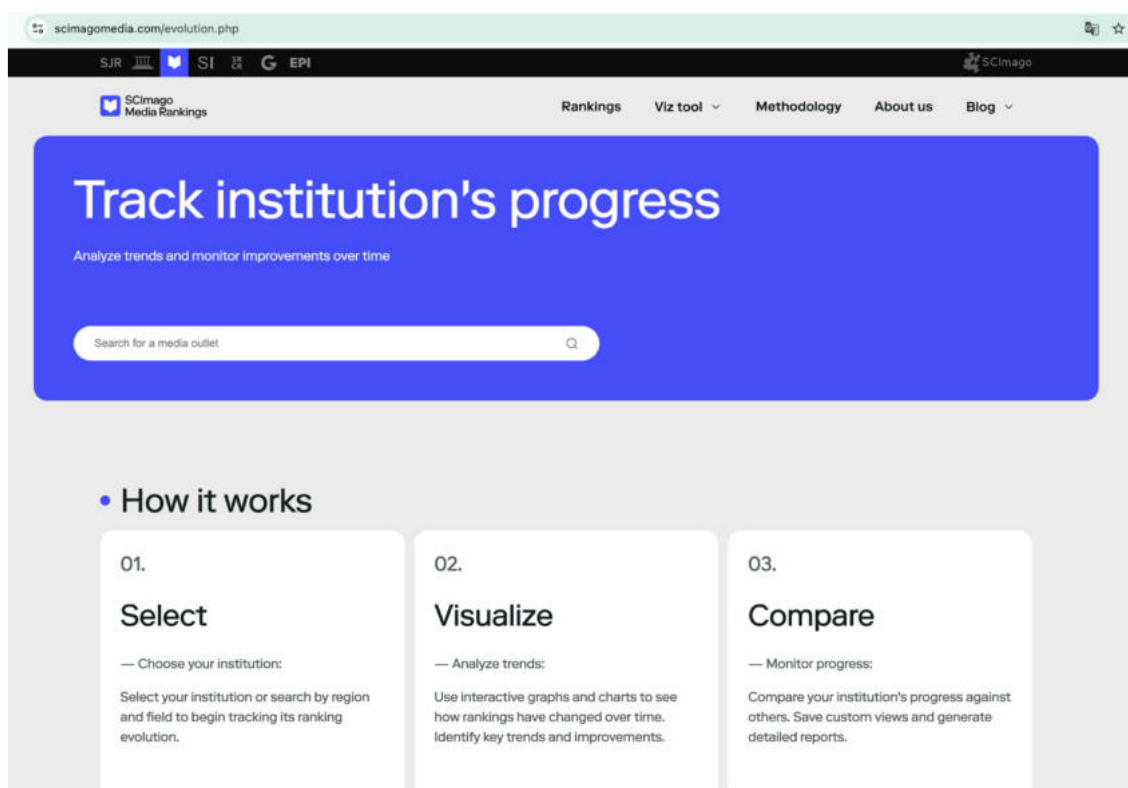 scimagomedia.com/evolution.php
SJR SI G EPI SCImago
SCImago
Media Rankings
Rankings Viz tool Methodology About us Blog
Track institution's progress
Analyze trends and monitor improvements over time
Search for a media outlet
• How it works
01.
Select
— Choose your institution:
Select your institution or search by region
and field to begin tracking its ranking
evolution.
02.
Visualize
— Analyze trends:
Use interactive graphs and charts to see
how rankings have changed over time.
Identify key trends and improvements.
03.
Compare
— Monitor progress:
Compare your institution's progress against
others. Save custom views and generate
detailed reports.